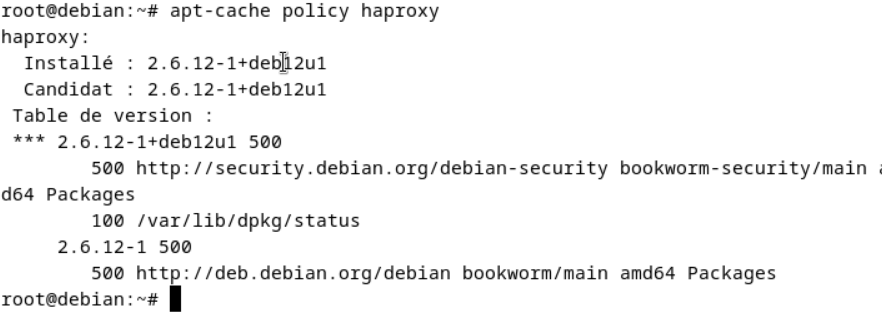 root@debian:~# apt-cache policy haproxy
haproxy:
  Installé : 2.6.12-1+deb12u1
  Candidat : 2.6.12-1+deb12u1
 Table de version :
 *** 2.6.12-1+deb12u1 500
        500 http://security.debian.org/debian-security bookworm-security/main a
d64 Packages
        100 /var/lib/dpkg/status
     2.6.12-1 500
        500 http://deb.debian.org/debian bookworm/main amd64 Packages
root@debian:~#